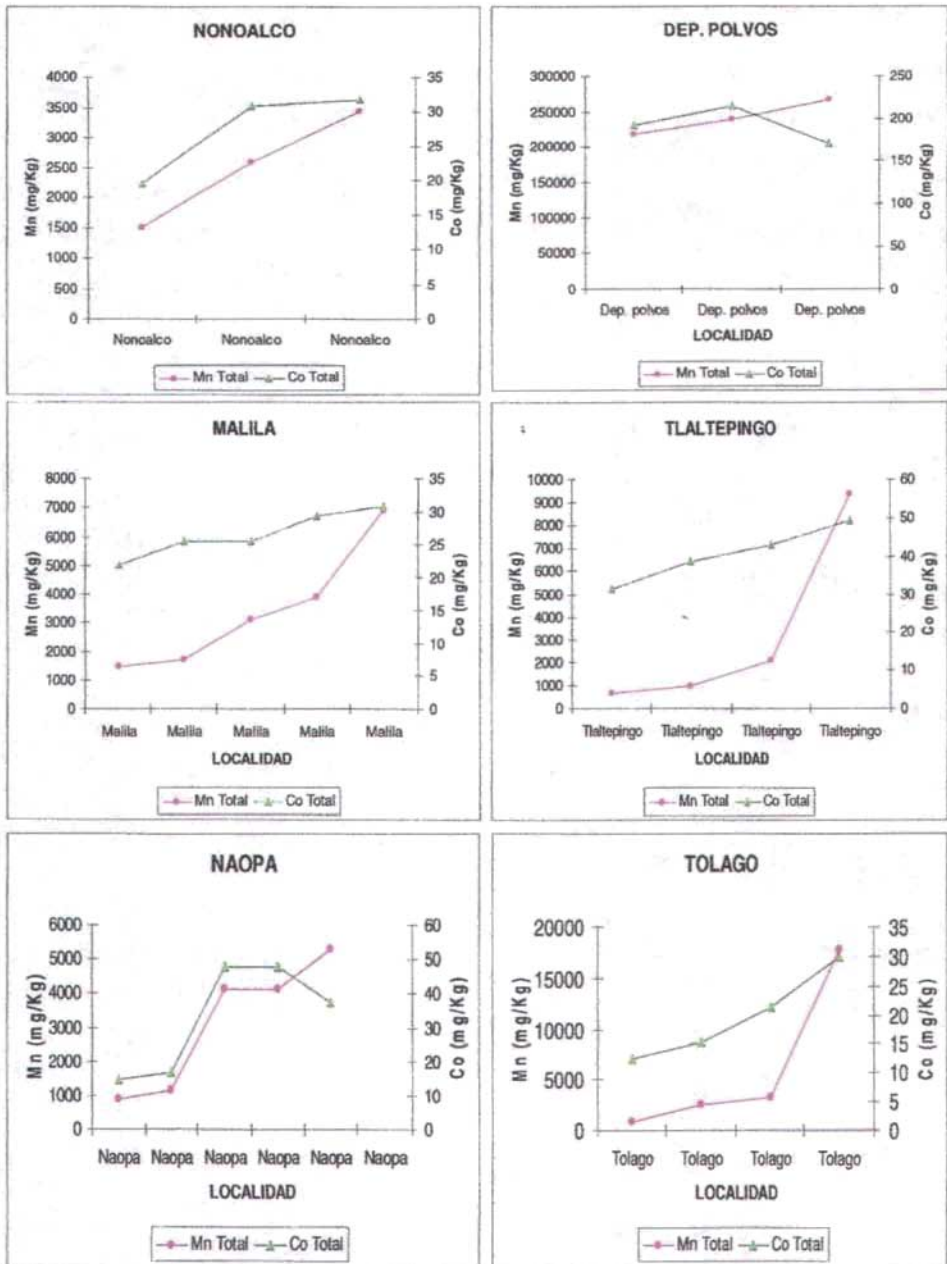 NONOALCO
4000
3500
3000
2500
2000
1500
1000
500
0
Mn (mg/Kg)
35
30
25
20
15
10
5
0
Co (mg/Kg)
Nonoalco Nonoalco Nonoalco
Mn Total Co Total
DEP. POLVOS
300000
250000
200000
150000
100000
50000
0
Mn (mg/Kg)
250
200
150
100
50
0
Co (mg/Kg)
Dep. polvos Dep. polvos Dep. polvos
LOCALIDAD
Mn Total Co Total
MALILA
8000
7000
6000
5000
4000
3000
2000
1000
0
Mn (mg/Kg)
35
30
25
20
15
10
5
0
Co (mg/Kg)
Malila Malila Malila Malila Malila
LOCALIDAD
Mn Total Co Total
TLALTEPINGO
10000
9000
8000
7000
6000
5000
4000
3000
2000
1000
0
Mn (mg/Kg)
60
50
40
30
20
10
0
Co (mg/Kg)
Tlaltepingo Tlaltepingo Tlaltepingo Tlaltepingo
LOCALIDAD
Mn Total Co Total
NAOPA
6000
5000
4000
3000
2000
1000
0
Mn (mg/Kg)
60
50
40
30
20
10
0
Co (mg/Kg)
Naopa Naopa Naopa Naopa Naopa Naopa
LOCALIDAD
Mn Total Co Total
TOLAGO
20000
15000
10000
5000
0
Mn (mg/Kg)
35
30
25
20
15
10
5
0
Co (mg/Kg)
Tolago Tolago Tolago Tolago
LOCALIDAD
Mn Total Co Total